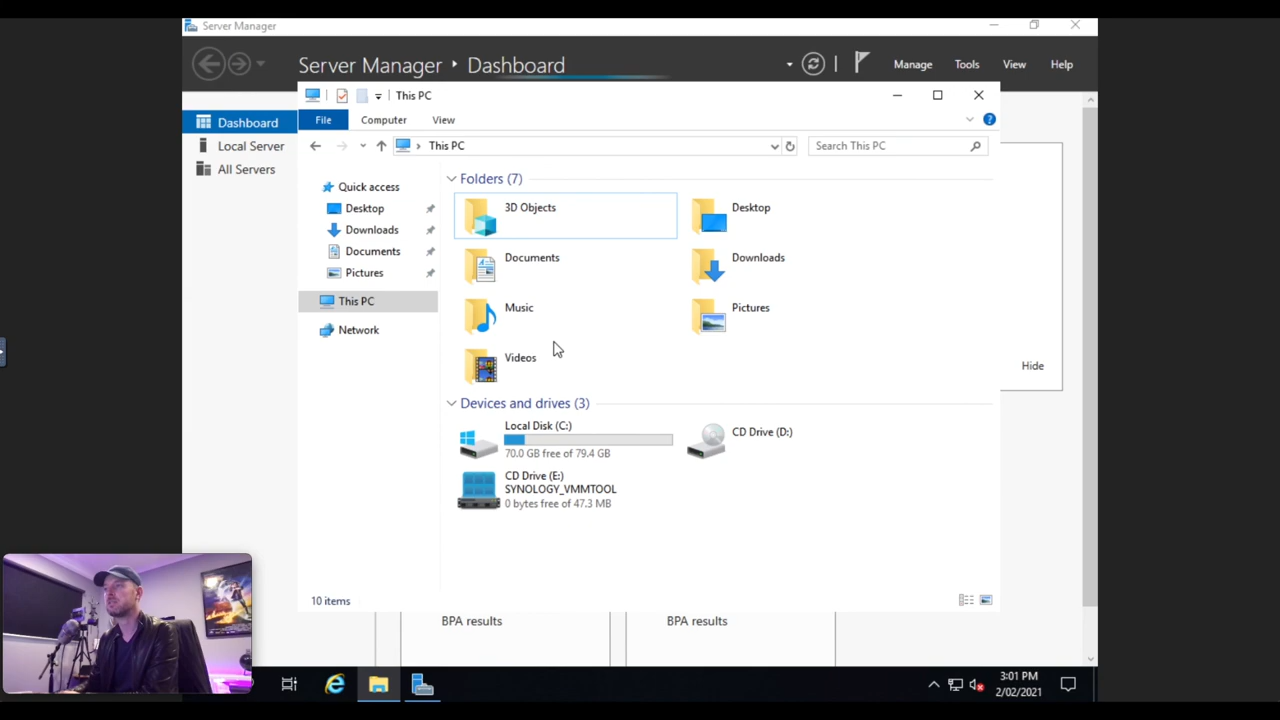 Server Manager
Server Manager ‣ Dashboard
Manage
Tools
View
Help
This PC
File
Computer
View
This PC
Search This PC
Dashboard
Local Server
All Servers
Quick access
Desktop
Downloads
Documents
Pictures
This PC
Network
Folders (7)
3D Objects
Desktop
Documents
Downloads
Music
Pictures
Videos
Devices and drives (3)
Local Disk (C:)
70.0 GB free of 79.4 GB
CD Drive (D:)
CD Drive (E:)
SYNOLOGY_VMMTOOL
0 bytes free of 47.3 MB
Hide
10 items
BPA results
BPA results
3:01 PM
2/02/2021